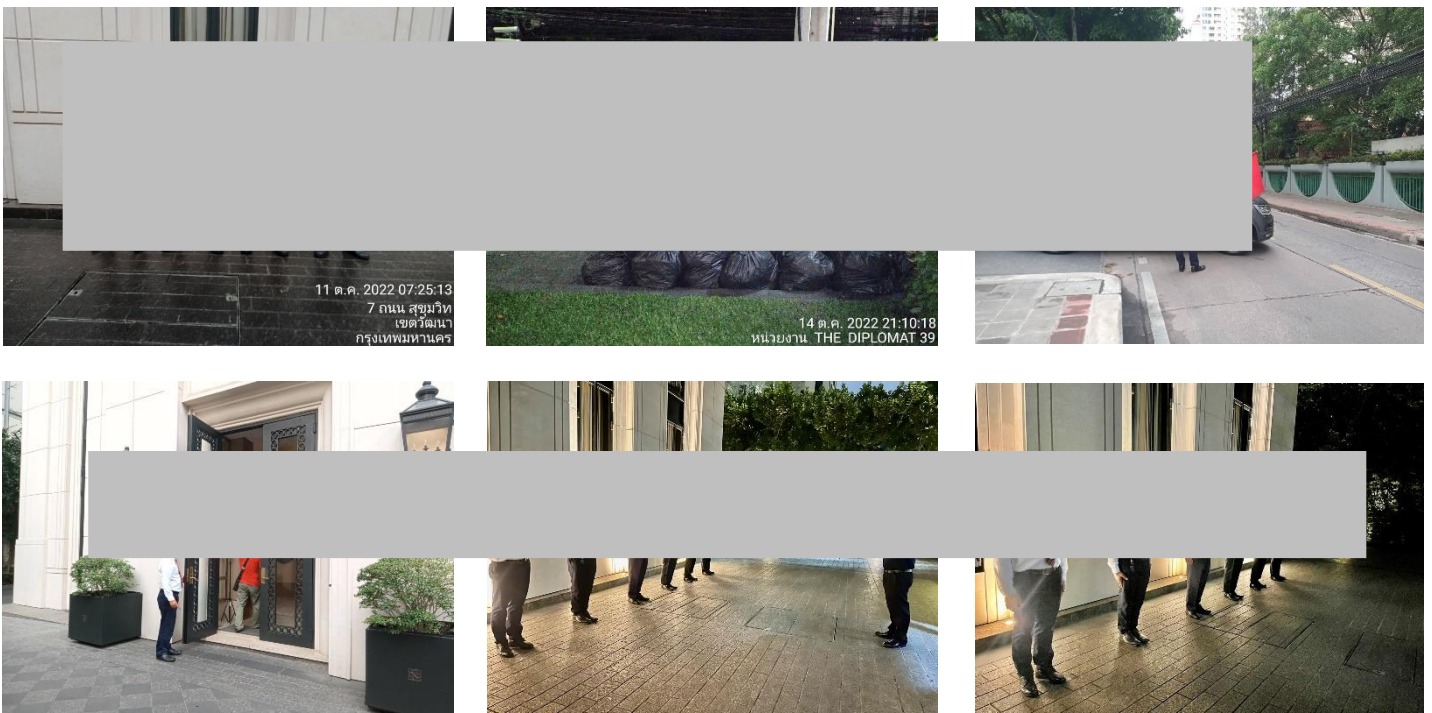 11 ต.ค. 2022 07:25:13
7 ถนน สุขุมวิท
เขตวัฒนา
กรุงเทพมหานคร
14 ต.ค. 2022 21:10:18
หน่วยงาน THE DIPLOMAT 39